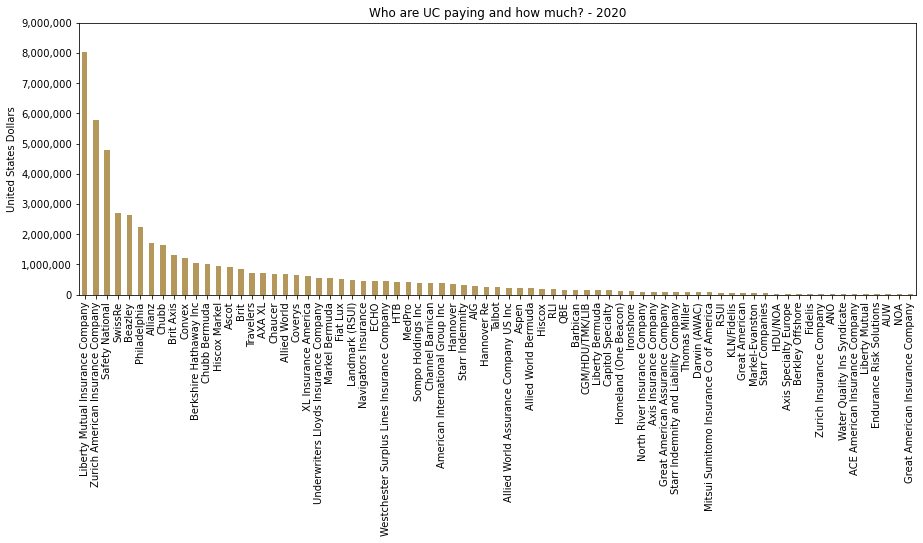 Who are UC paying and how much? - 2020
United States Dollars
9,000,000
8,000,000
7,000,000
6,000,000
5,000,000
4,000,000
3,000,000
2,000,000
1,000,000
0
Liberty Mutual Insurance Company
Zurich American Insurance Company
Safety National
SwissRe
Beazley
Philadelphia
Allianz
Chubb
Brit Axis
Convex
Berkshire Hathaway Inc
Chubb Bermuda
Hiscox Markel
Ascot
Brit
Travelers
AXA XL
Chaucer
Allied World
Coverys
XL Insurance America
Underwriters Lloyds Insurance Company
Markel Bermuda
Fiat Lux
Landmark (RSUI)
Navigators Insurance
ECHO
Westchester Surplus Lines Insurance Company
HTB
MedPro
Sompo Holdings Inc
Channel Barnican
American International Group Inc
Hannover
Starr Indemnity
AIG
Hannover Re
Talbot
Allied World Assurance Company US Inc
Aspen
Allied World Bermuda
Hiscox
RLI
QBE
Barbican
CGM/HDU/TMK/LIB
Liberty Bermuda
Capitol Specialty
Ironshore
Homeland (One Beacon)
Ironshore
North River Insurance Company
Axis Insurance Company
Great American Assurance Company
Starr Indemnity and Liability Company
Thomas Miller
Darwin (AWAC)
Mitsui Sumitomo Insurance Co of America
RSUI
KLN/Fidelis
Great American
Markel-Evanston
Starr Companies
HDU/NOA
Axis Specialty Europe
Berkley Offshore
Fidelis
Zurich Insurance Company
ANO
Water Quality Ins Syndicate
ACE American Insurance Company
Liberty Mutual
Endurance Risk Solutions
AUW
NOA
Great American Insurance Company